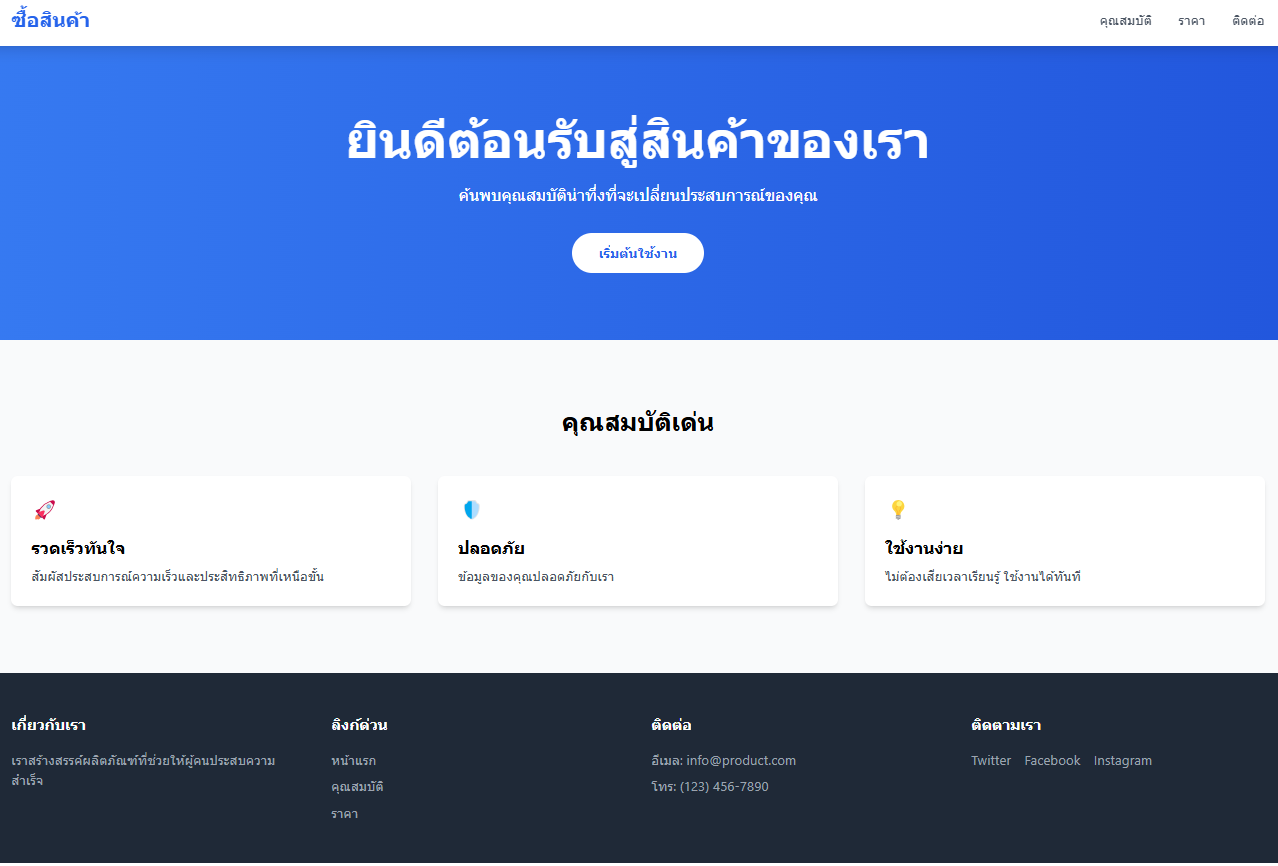 ซื้อสินค้า
คุณสมบัติ ราคา ติดต่อ
ยินดีต้อนรับสู่สินค้าของเรา
ค้นพบคุณสมบัติน่าทึ่งที่จะเปลี่ยนประสบการณ์ของคุณ
เริ่มต้นใช้งาน
คุณสมบัติเด่น
รวดเร็วทันใจ
สัมผัสประสบการณ์ความเร็วและประสิทธิภาพที่เหนือชั้น
ปลอดภัย
ข้อมูลของคุณปลอดภัยกับเรา
ใช้งานง่าย
ไม่ต้องเสียเวลาเรียนรู้ ใช้งานได้ทันที
เกี่ยวกับเรา
เราสร้างสรรค์ผลิตภัณฑ์ที่ช่วยให้ผู้คนประสบความ
สำเร็จ
ลิงก์ด่วน
หน้าแรก
คุณสมบัติ
ราคา
ติดต่อ
อีเมล: info@product.com
โทร: (123) 456-7890
ติดตามเรา
Twitter Facebook Instagram